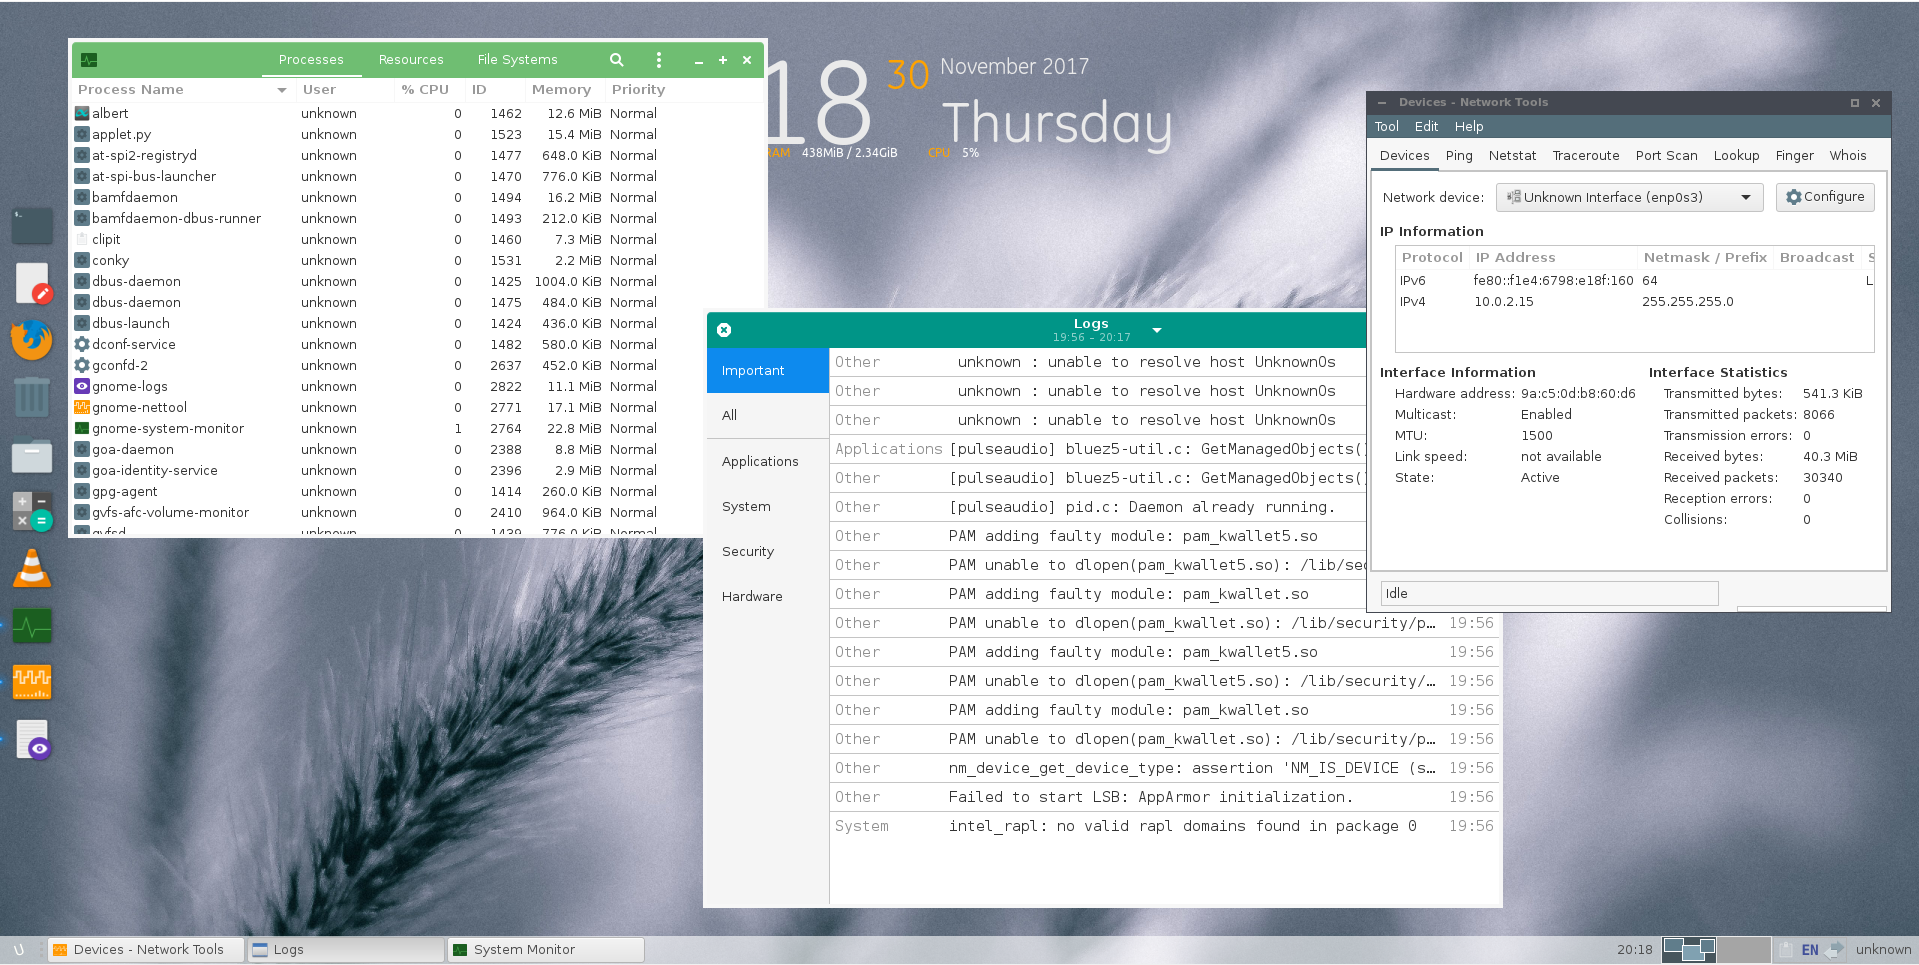 Processes Resources File Systems
Process Name User % CPU ID Memory Priority
albert unknown 0 1462 12.6 MiB Normal
applet.py unknown 0 1523 15.4 MiB Normal
at-spi2-registryd unknown 0 1477 648.0 KiB Normal
at-spi-bus-launcher unknown 0 1470 776.0 KiB Normal
bamfdaemon unknown 0 1494 16.2 MiB Normal
bamfdaemon-dbus-runner unknown 0 1493 212.0 KiB Normal
clipit unknown 0 1460 7.3 MiB Normal
conky unknown 0 1531 2.2 MiB Normal
dbus-daemon unknown 0 1425 1004.0 KiB Normal
dbus-daemon unknown 0 1475 484.0 KiB Normal
dbus-launch unknown 0 1424 436.0 KiB Normal
dconf-service unknown 0 1482 580.0 KiB Normal
gconfd-2 unknown 0 2637 452.0 KiB Normal
gnome-logs unknown 0 2822 11.1 MiB Normal
gnome-nettool unknown 0 2771 17.1 MiB Normal
gnome-system-monitor unknown 1 2764 22.8 MiB Normal
goa-daemon unknown 0 2388 8.8 MiB Normal
goa-identity-service unknown 0 2396 2.9 MiB Normal
gpg-agent unknown 0 1414 260.0 KiB Normal
gvfs-afc-volume-monitor unknown 0 2410 964.0 KiB Normal
gvfsd unknown 0 1439 776.0 KiB Normal
18 30 November 2017
Thursday
RAM 438MiB / 2.34GiB CPU 5%
Logs
19:56 – 20:17
Important
All
Applications
System
Security
Hardware
Other unknown : unable to resolve host UnknownOs
Other unknown : unable to resolve host UnknownOs
Other unknown : unable to resolve host UnknownOs
Applications [pulseaudio] bluez5-util.c: GetManagedObjects()
Other [pulseaudio] bluez5-util.c: GetManagedObjects()
Other [pulseaudio] pid.c: Daemon already running.
Other PAM adding faulty module: pam_kwallet5.so
Other PAM unable to dlopen(pam_kwallet5.so): /lib/sec
Other PAM adding faulty module: pam_kwallet.so
Other PAM unable to dlopen(pam_kwallet.so): /lib/security/p… 19:56
Other PAM adding faulty module: pam_kwallet5.so 19:56
Other PAM unable to dlopen(pam_kwallet5.so): /lib/security/… 19:56
Other PAM adding faulty module: pam_kwallet.so 19:56
Other PAM unable to dlopen(pam_kwallet.so): /lib/security/p… 19:56
Other nm_device_get_device_type: assertion 'NM_IS_DEVICE (s… 19:56
Other Failed to start LSB: AppArmor initialization. 19:56
System intel_rapl: no valid rapl domains found in package 0 19:56
Devices - Network Tools
Tool Edit Help
Devices Ping Netstat Traceroute Port Scan Lookup Finger Whois
Network device: Unknown Interface (enp0s3) Configure
IP Information
Protocol IP Address Netmask / Prefix Broadcast S
IPv6 fe80::f1e4:6798:e18f:160 64 L
IPv4 10.0.2.15 255.255.255.0
Interface Information
Hardware address: 9a:c5:0d:b8:60:d6
Multicast: Enabled
MTU: 1500
Link speed: not available
State: Active
Interface Statistics
Transmitted bytes: 541.3 KiB
Transmitted packets: 8066
Transmission errors: 0
Received bytes: 40.3 MiB
Received packets: 30340
Reception errors: 0
Collisions: 0
Idle
Devices - Network Tools Logs System Monitor 20:18 EN unknown